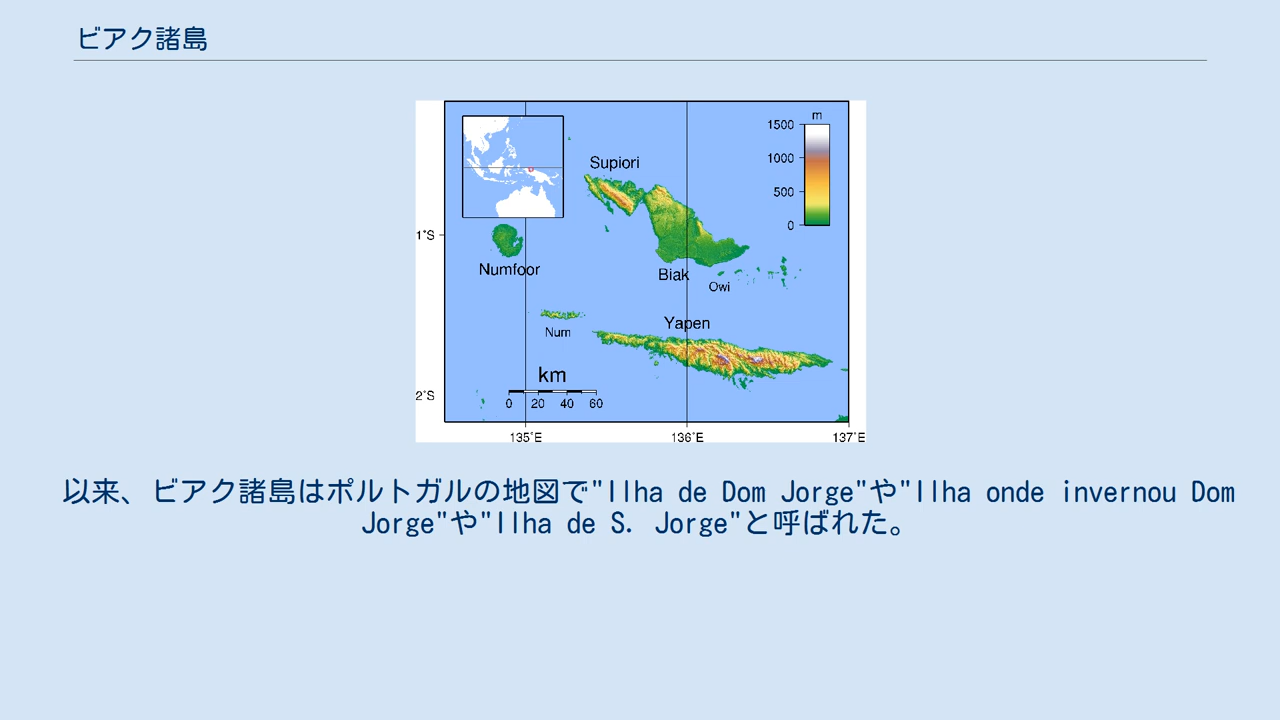 ビアク諸島
m
1500
1000
500
0
Supiori
1°S
Numfoor
Biak
Owi
Num
Yapen
km
0 20 40 60
2°S
135°E 136°E 137°E
以来、ビアク諸島はポルトガルの地図で"Ilha de Dom Jorge"や"Ilha onde invernou Dom
Jorge"や"Ilha de S. Jorge"と呼ばれた。